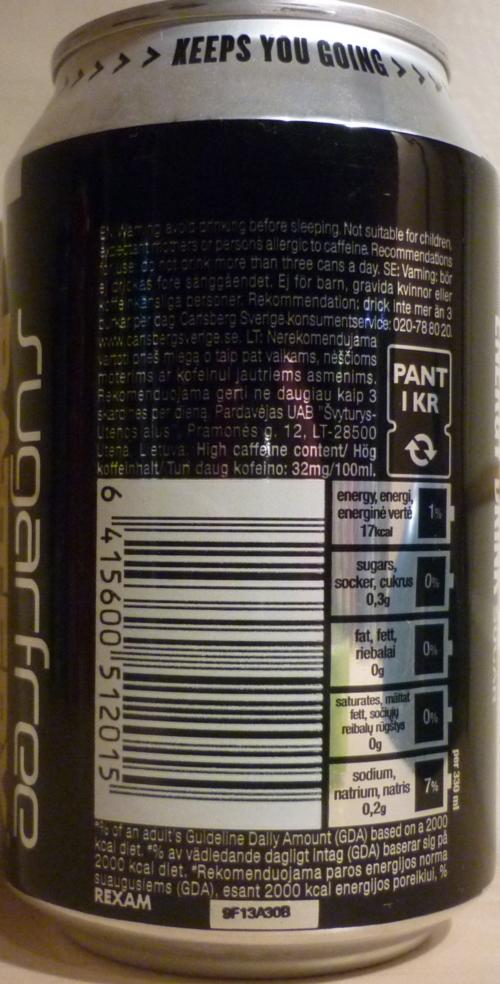 > > > > > KEEPS YOU GOING > > >
EN. Warning: avoid drinking before sleeping. Not suitable for children,
expectant mothers or persons allergic to caffeine. Recommendations
for use: do not drink more than three cans a day. SE: Varning: bör
ej drickas före sänggåendet. Ej för barn, gravida kvinnor eller
koffeinkänsliga personer. Rekommendation: drick inte mer än 3
burkar per dag. Carlsberg Sverige konsumentservice: 020-78 80 20.
www.carlsbergsverige.se. LT: Nerekomenduojama
vartoti prieš miegą o taip pat vaikams, nėščioms
moterims ar kofeinui jautriems asmenims.
Rekomenduojama gerti ne daugiau kaip 3
skardines per dieną. Pardavėjas UAB "Švyturys-
Utenos alus", Pramonės g. 12, LT-28500
Utena, Lietuva. High caffeine content/ Hög
koffeinhalt/ Turi daug kofeino: 32mg/100ml.
PANT
1 KR
sugarfree
6 415600 512015
energy, energi,
energinė vertė
17kcal
1%
sugars,
socker, cukrus
0,3g
0%
fat, fett,
riebalai
0g
0%
saturates, mättat
fett, sočiųjų
reibalų rūgštys
0g
0%
sodium,
natrium, natris
0,2g
7%
per 330 ml
*% of an adult's Guideline Daily Amount (GDA) based on a 2000
kcal diet. *% av vädledande dagligt intag (GDA) baserar sig på
2000 kcal diet. *Rekomenduojama paros energijos norma
suaugusiems (GDA), esant 2000 kcal energijos poreikiui, %
REXAM
9F13A30B